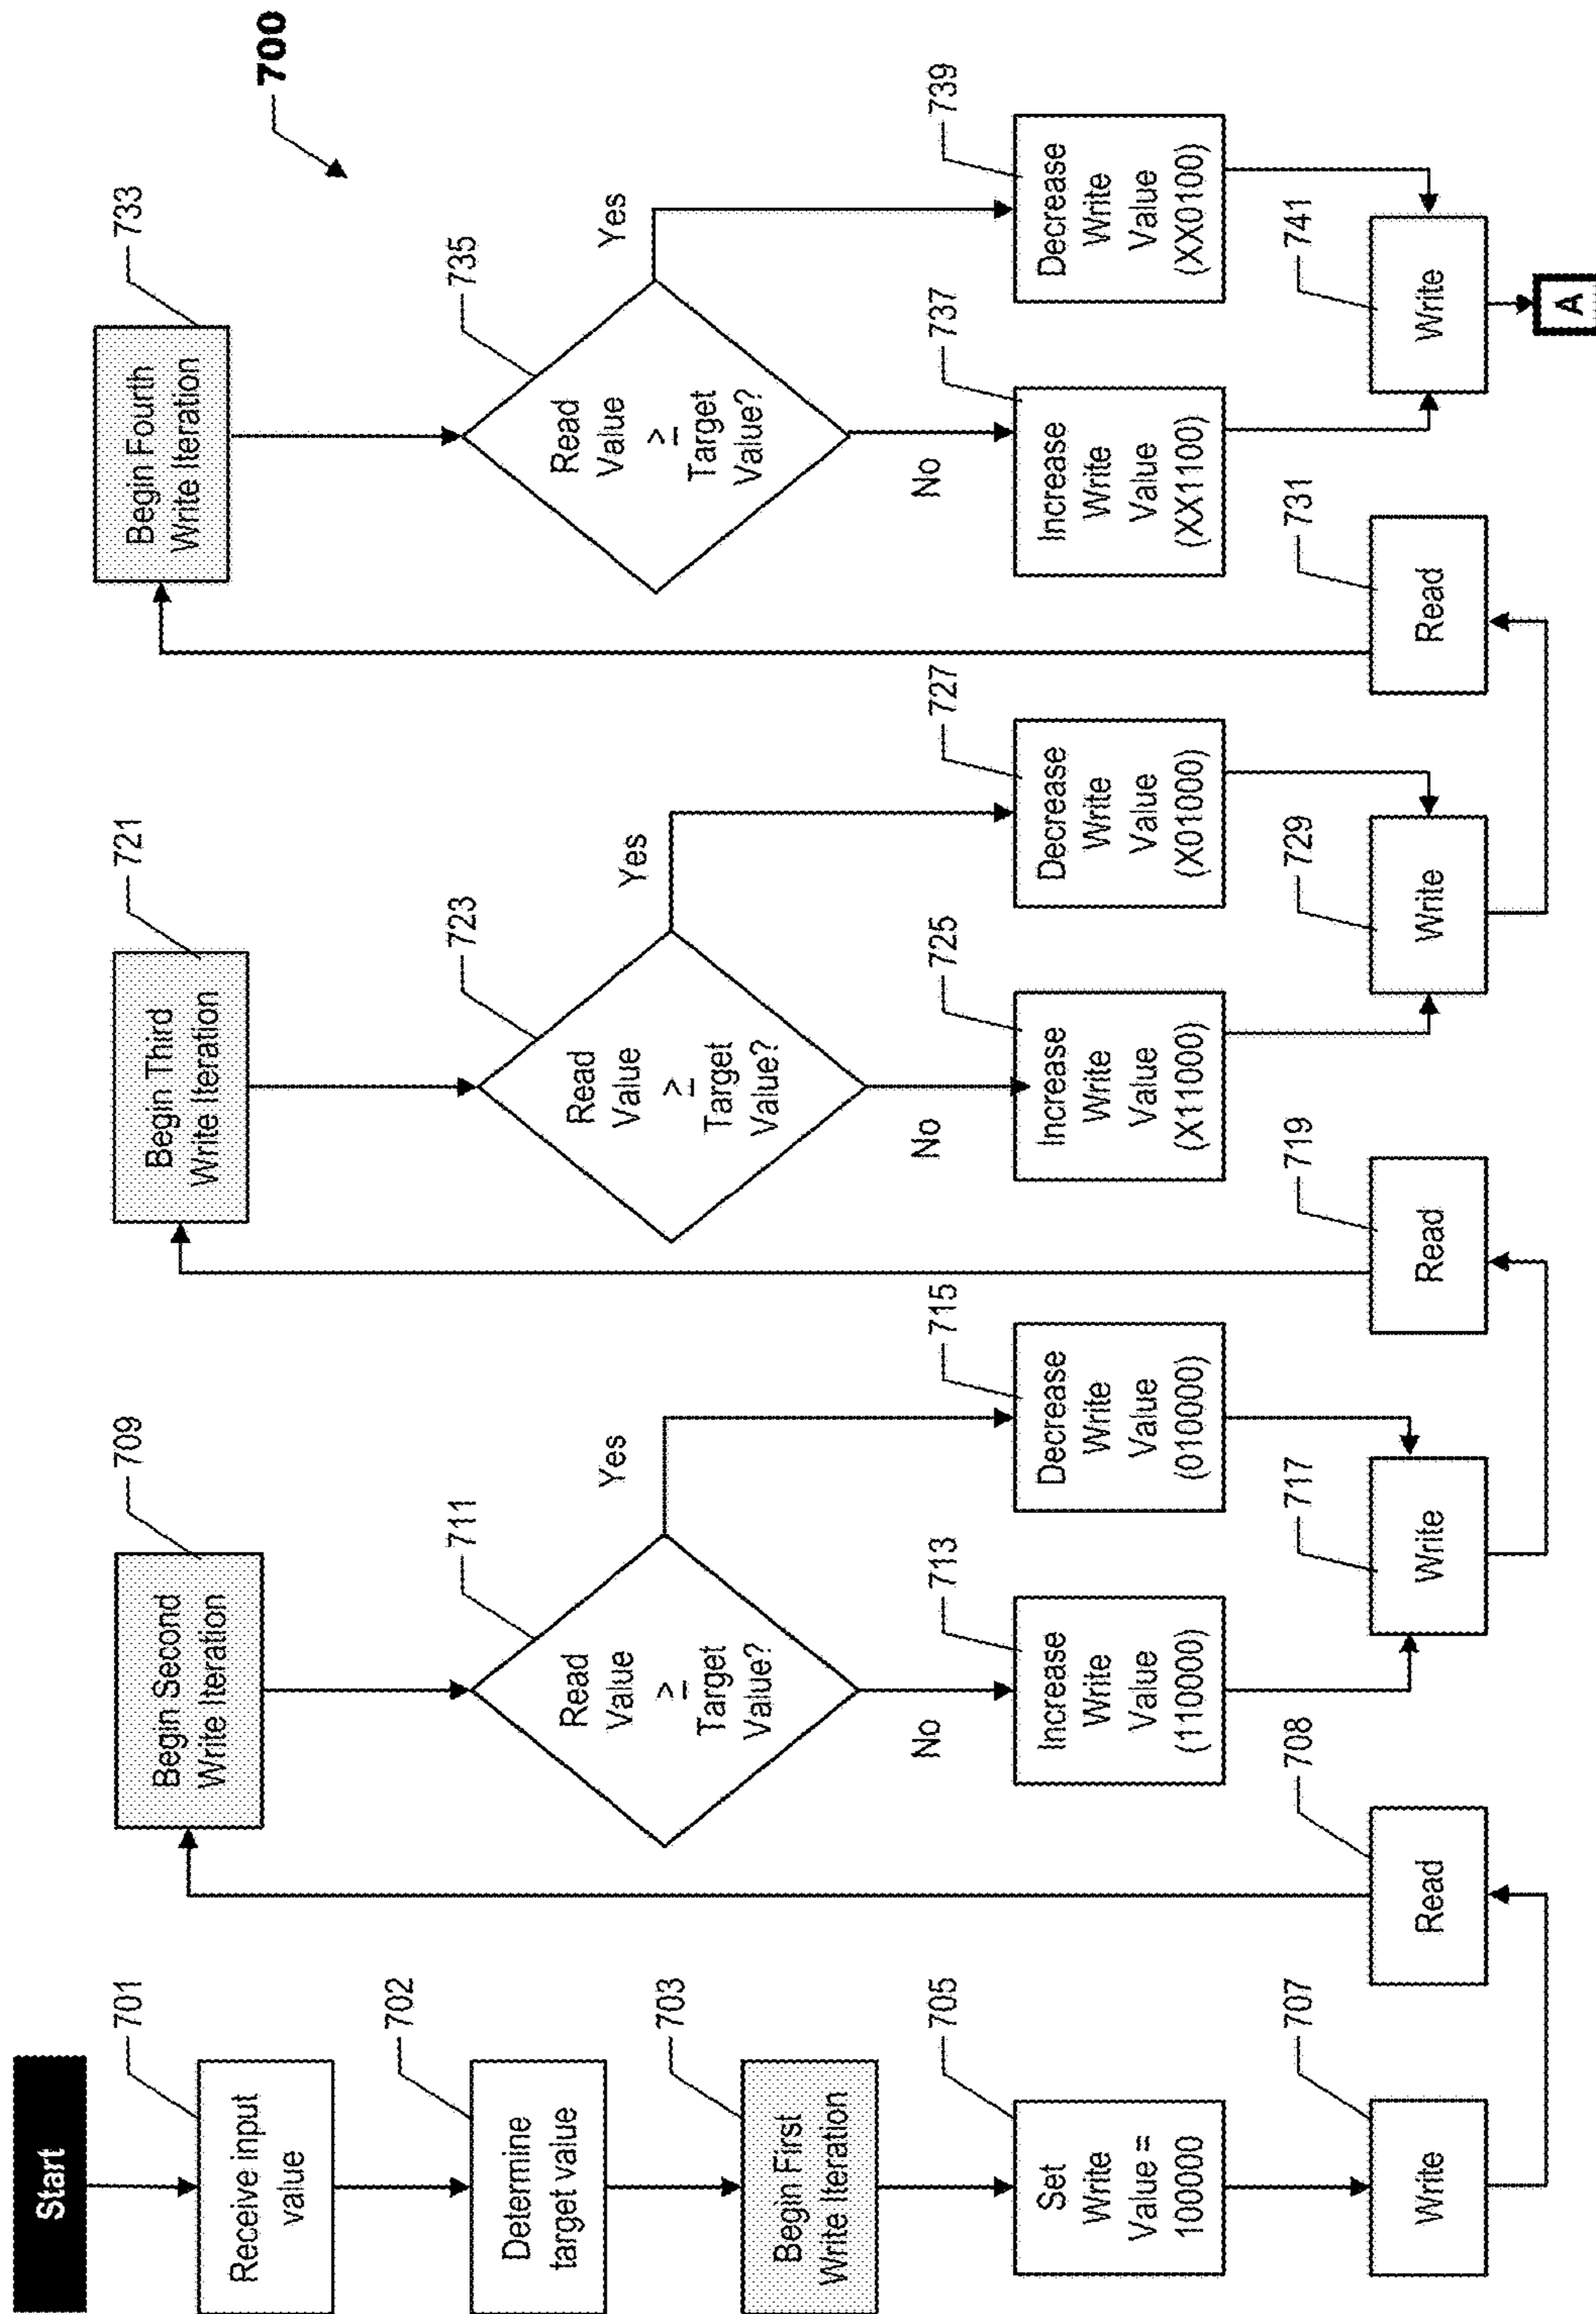 700
Start
701
Receive input
value
702
Determine
target value
703
Begin First
Write Iteration
705
Set
Write
Value =
100000
707
Write
708
Read
709
Begin Second
Write Iteration
711
Read
Value
≥
Target
Value?
No
Yes
713
Increase
Write
Value
(110000)
715
Decrease
Write
Value
(010000)
717
Write
719
Read
721
Begin Third
Write Iteration
723
Read
Value
≥
Target
Value?
No
Yes
725
Increase
Write
Value
(X11000)
727
Decrease
Write
Value
(X01000)
729
Write
731
Read
733
Begin Fourth
Write Iteration
735
Read
Value
≥
Target
Value?
No
Yes
737
Increase
Write
Value
(XX1100)
739
Decrease
Write
Value
(XX0100)
741
Write
A